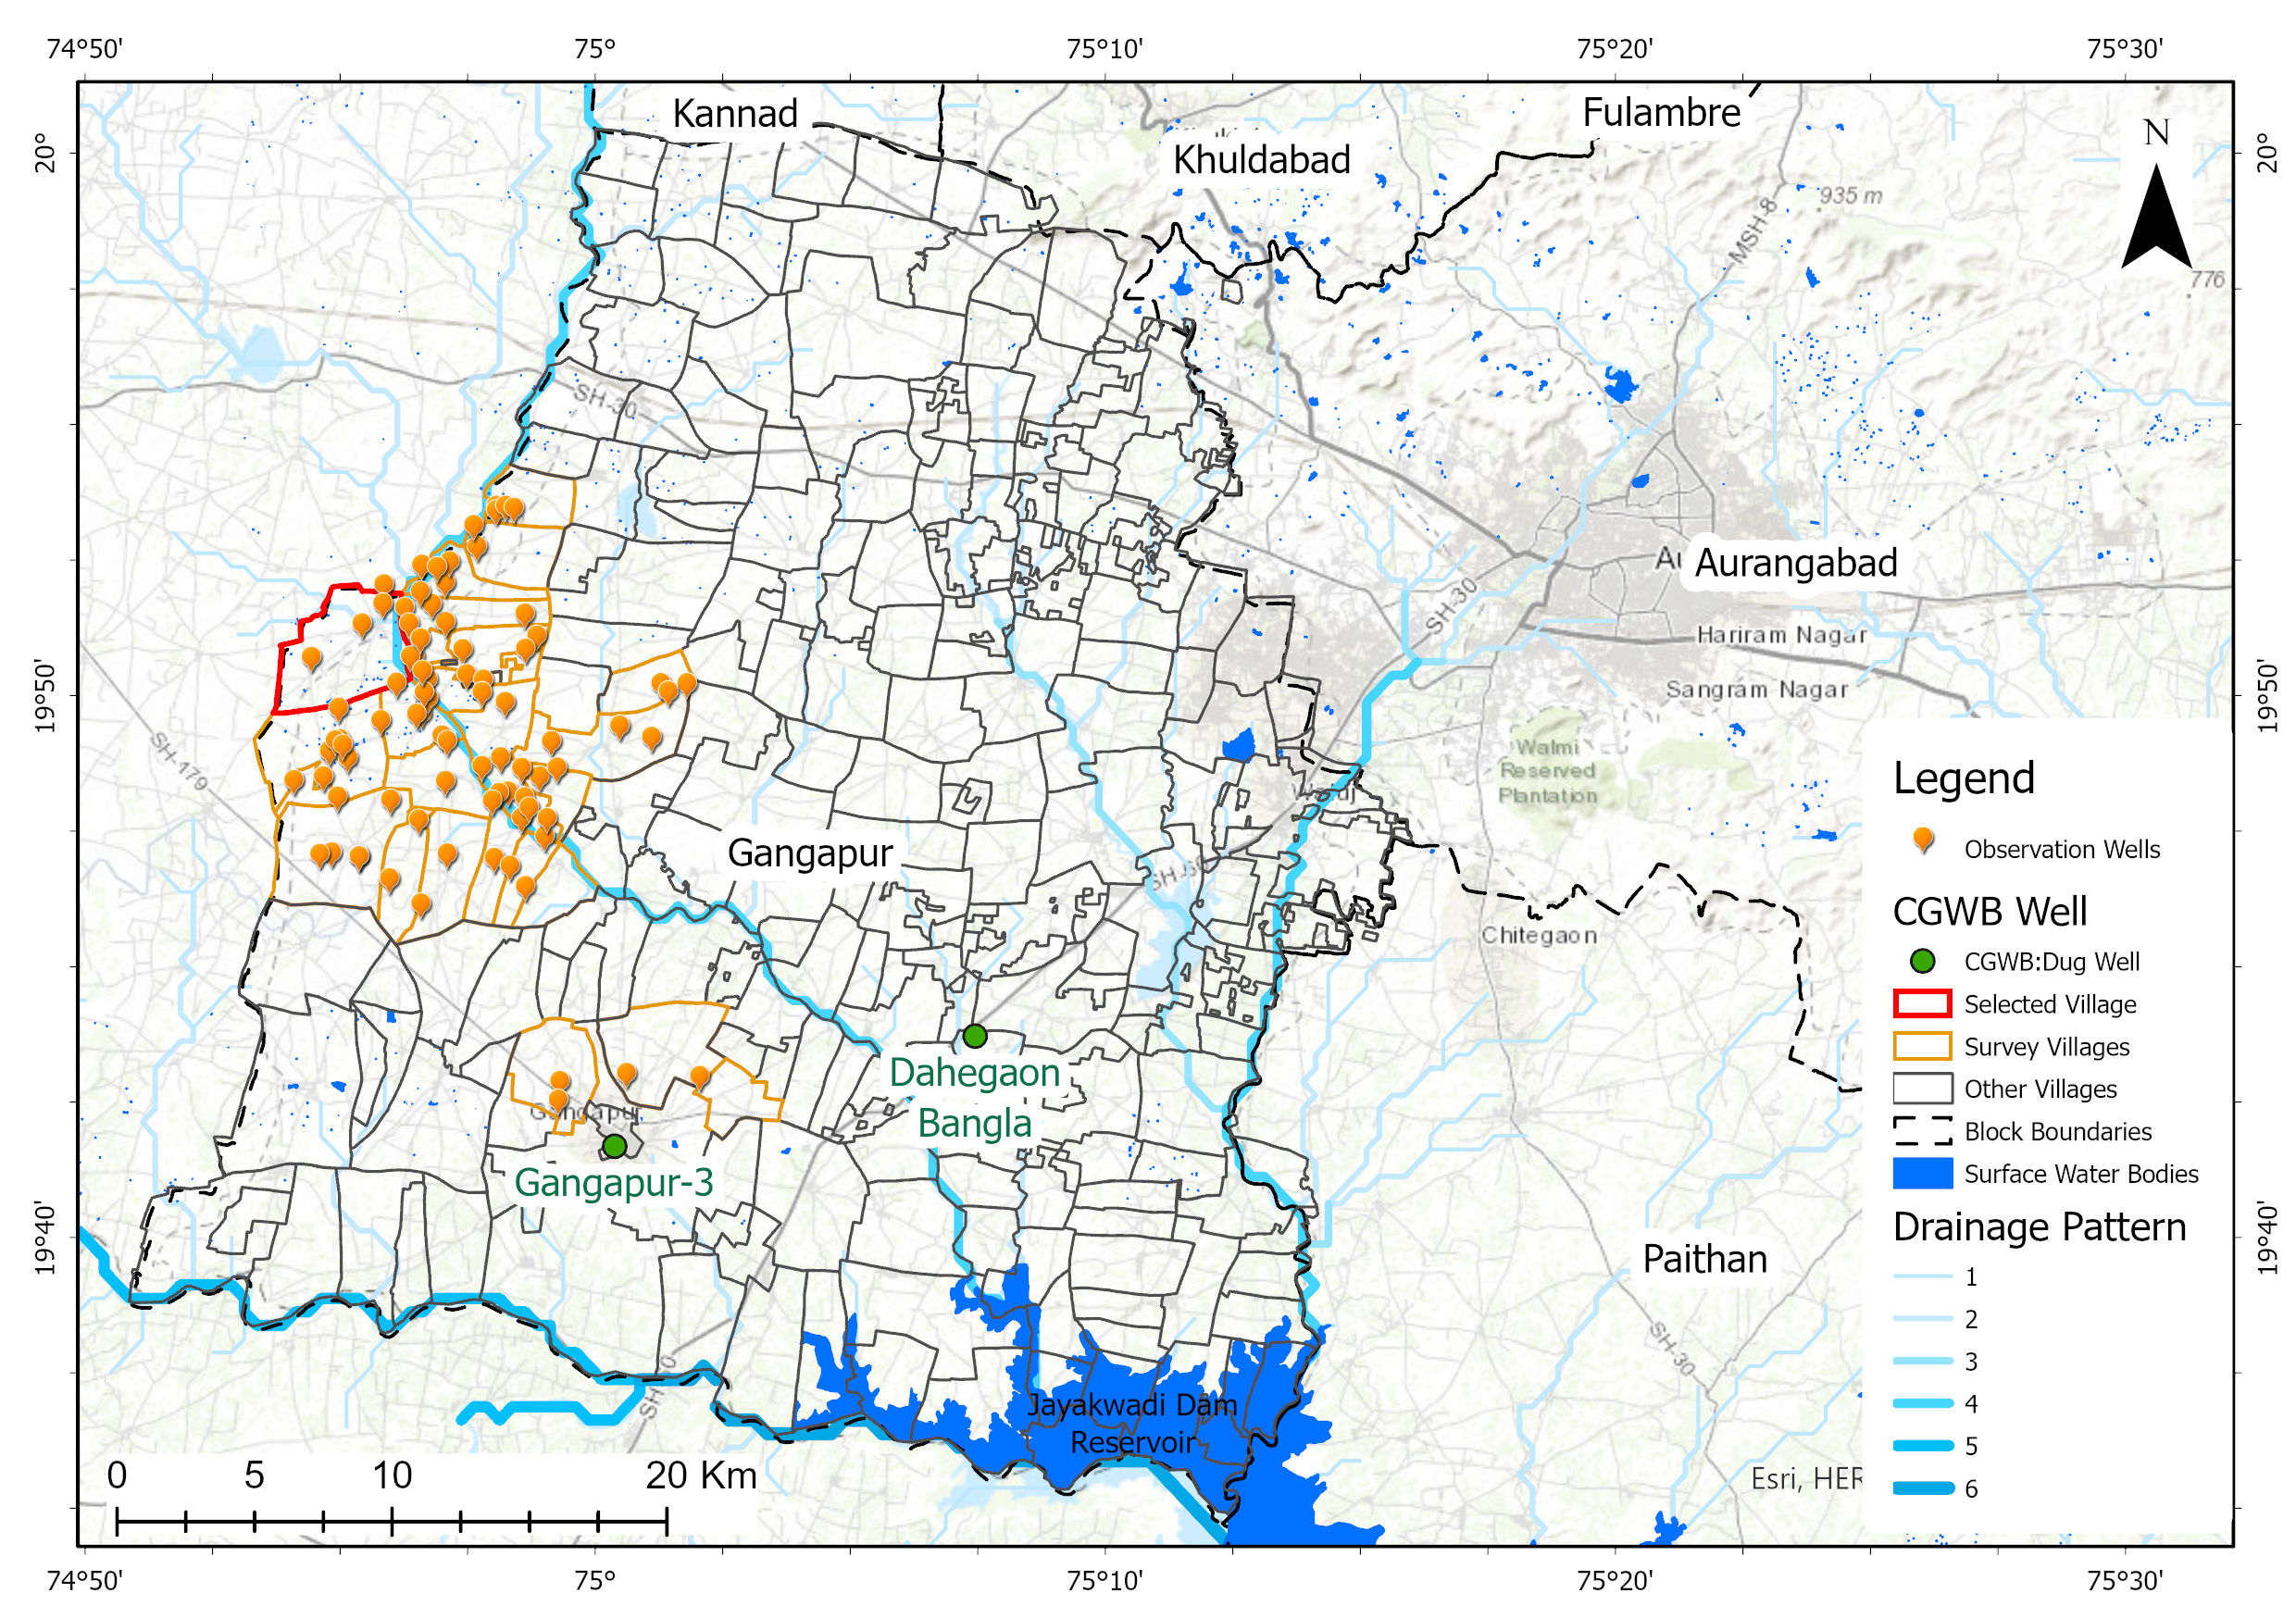 74°50'
75°
75°10'
75°20'
75°30'
Kannad
Fulambre
Khuldabad
N
20°
20°
935 m
MSH-8
776
SH-30
Aurangabad
SH-30
Hariram Nagar
19°50'
19°50'
Sangram Nagar
SH-179
Walmi
Reserved
Plantation
Waluj
Gangapur
Chitegaon
Dahegaon
Bangla
Gangapur
Gangapur-3
19°40'
19°40'
Paithan
SH-30
Jayakwadi Dam
Reservoir
0
5
10
20 Km
Esri, HER
Legend
Observation Wells
CGWB Well
CGWB:Dug Well
Selected Village
Survey Villages
Other Villages
Block Boundaries
Surface Water Bodies
Drainage Pattern
1
2
3
4
5
6
74°50'
75°
75°10'
75°20'
75°30'